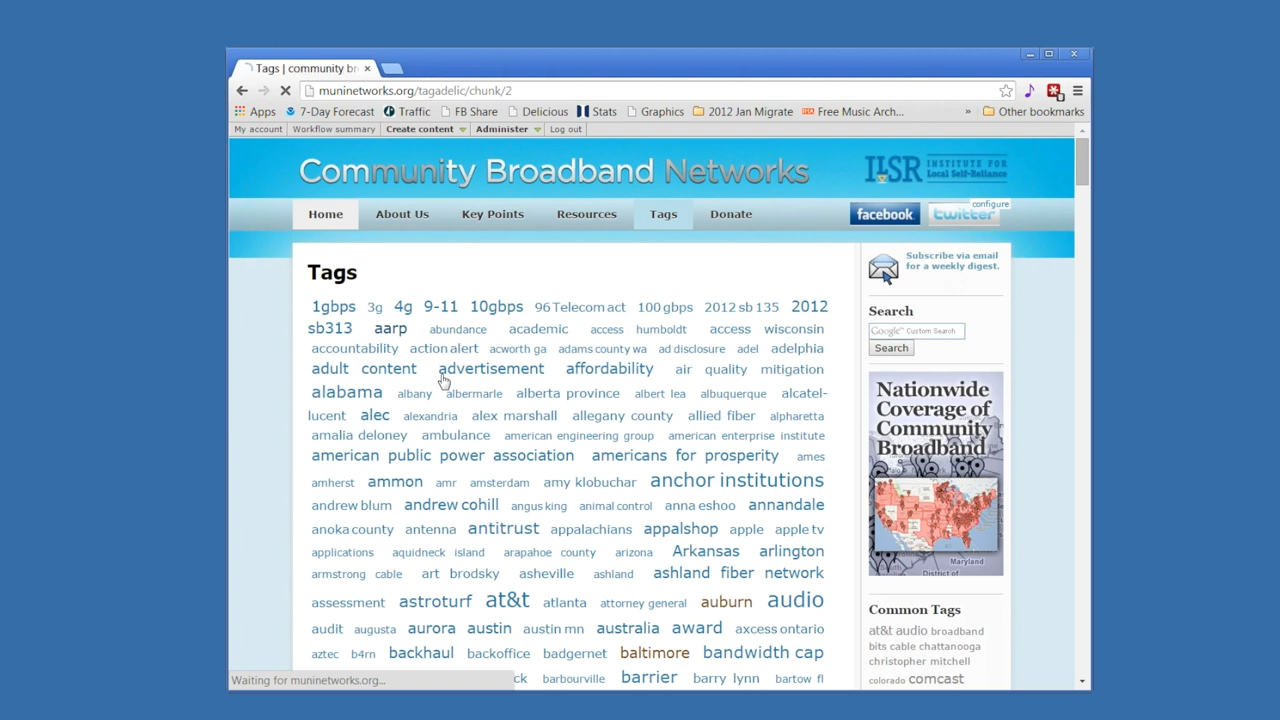 Tags | community br
muninetworks.org/tagadelic/chunk/2
Apps 7-Day Forecast Traffic FB Share Delicious Stats Graphics 2012 Jan Migrate Free Music Arch... » Other bookmarks
My account Workflow summary Create content Administer Log out
Community Broadband Networks
ILSR INSTITUTE FOR
Local Self-Reliance
Home About Us Key Points Resources Tags Donate
facebook twitter configure
Tags
1gbps 3g 4g 9-11 10gbps 96 Telecom act 100 gbps 2012 sb 135 2012
sb313 aarp abundance academic access humboldt access wisconsin
accountability action alert acworth ga adams county wa ad disclosure adel adelphia
adult content advertisement affordability air quality mitigation
alabama albany albermarle alberta province albert lea albuquerque alcatel-
lucent alec alexandria alex marshall allegany county allied fiber alpharetta
amalia deloney ambulance american engineering group american enterprise institute
american public power association americans for prosperity ames
amherst ammon amr amsterdam amy klobuchar anchor institutions
andrew blum andrew cohill angus king animal control anna eshoo annandale
anoka county antenna antitrust appalachians appalshop apple apple tv
applications aquidneck island arapahoe county arizona Arkansas arlington
armstrong cable art brodsky asheville ashland ashland fiber network
assessment astroturf at&t atlanta attorney general auburn audio
audit augusta aurora austin austin mn australia award axcess ontario
aztec b4rn backhaul backoffice badgernet baltimore bandwidth cap
ck barbourville barrier barry lynn bartow fl
Waiting for muninetworks.org...
Subscribe via email
for a weekly digest.
Search
Google™ Custom Search
Search
Nationwide
Coverage of
Community
Broadband
Maryland
District of
Common Tags
at&t audio broadband
bits cable chattanooga
christopher mitchell
colorado comcast